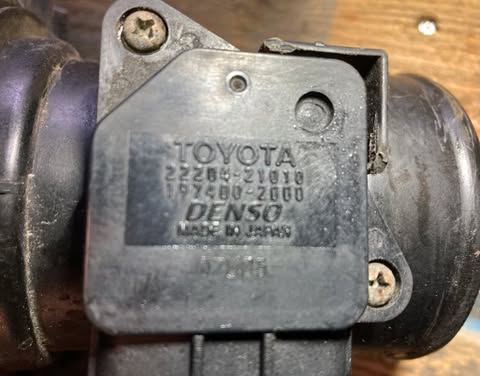 TOYOTA
22204-21010
197400-2000
DENSO
MADE IN JAPAN